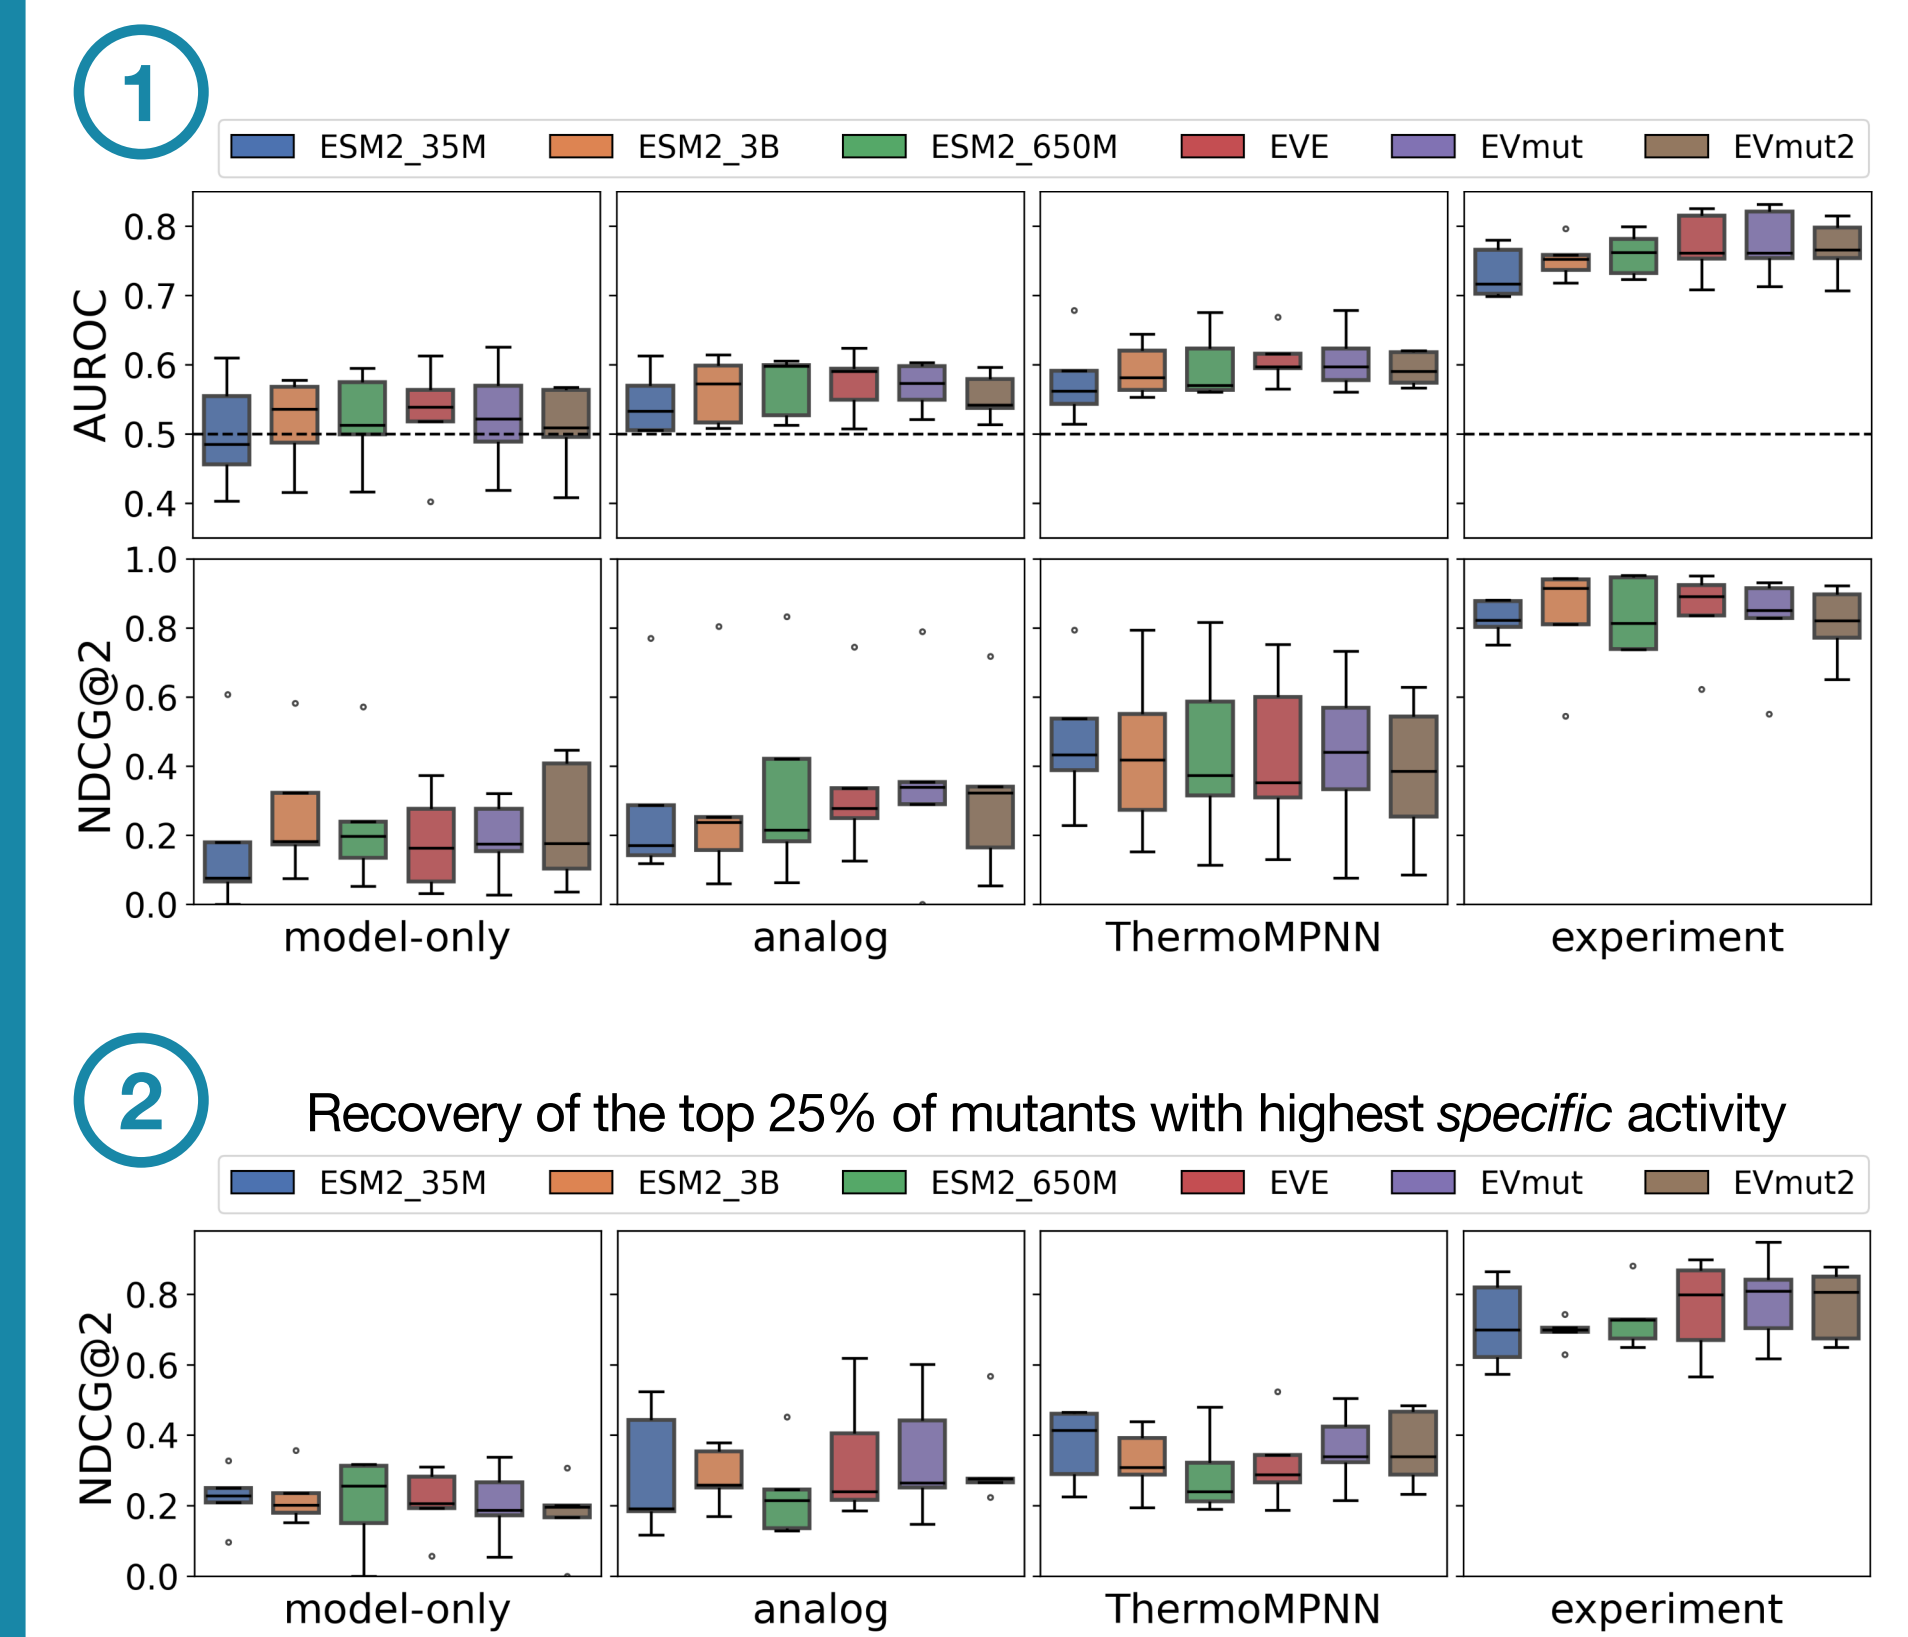 1
ESM2_35M ESM2_3B ESM2_650M EVE EVmut EVmut2
AUROC
0.8
0.7
0.6
0.5
0.4
NDCG@2
1.0
0.8
0.6
0.4
0.2
0.0
model-only analog ThermoMPNN experiment
2
Recovery of the top 25% of mutants with highest specific activity
ESM2_35M ESM2_3B ESM2_650M EVE EVmut EVmut2
NDCG@2
0.8
0.6
0.4
0.2
0.0
model-only analog ThermoMPNN experiment